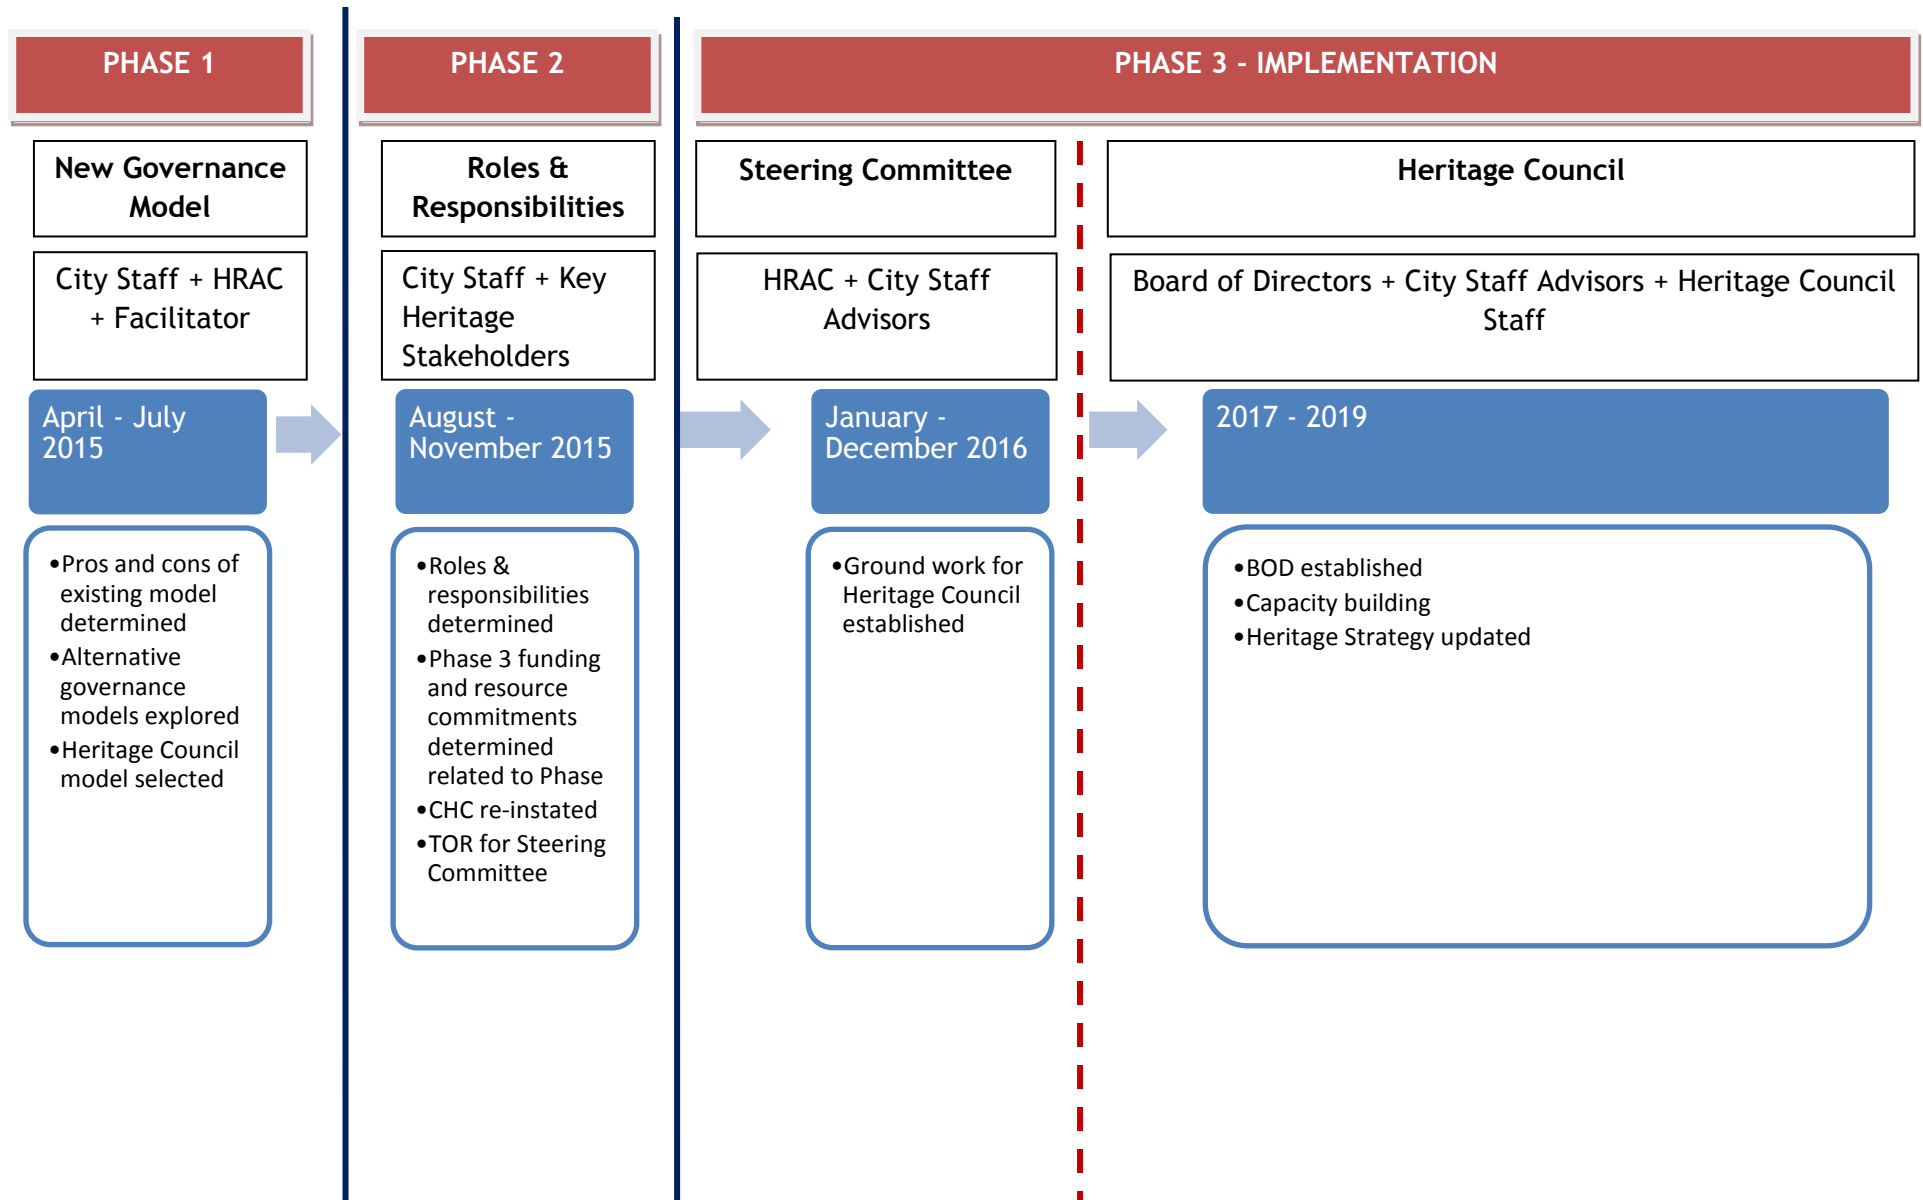 PHASE 1
PHASE 2
PHASE 3 - IMPLEMENTATION
New Governance
Model
Roles &
Responsibilities
Steering Committee
Heritage Council
City Staff + HRAC
+ Facilitator
City Staff + Key
Heritage
Stakeholders
HRAC + City Staff
Advisors
Board of Directors + City Staff Advisors + Heritage Council
Staff
April - July
2015
August -
November 2015
January -
December 2016
2017 - 2019
•Pros and cons of
existing model
determined
•Alternative
governance
models explored
•Heritage Council
model selected
•Roles &
responsibilities
determined
•Phase 3 funding
and resource
commitments
determined
related to Phase
•CHC re-instated
•TOR for Steering
Committee
•Ground work for
Heritage Council
established
•BOD established
•Capacity building
•Heritage Strategy updated